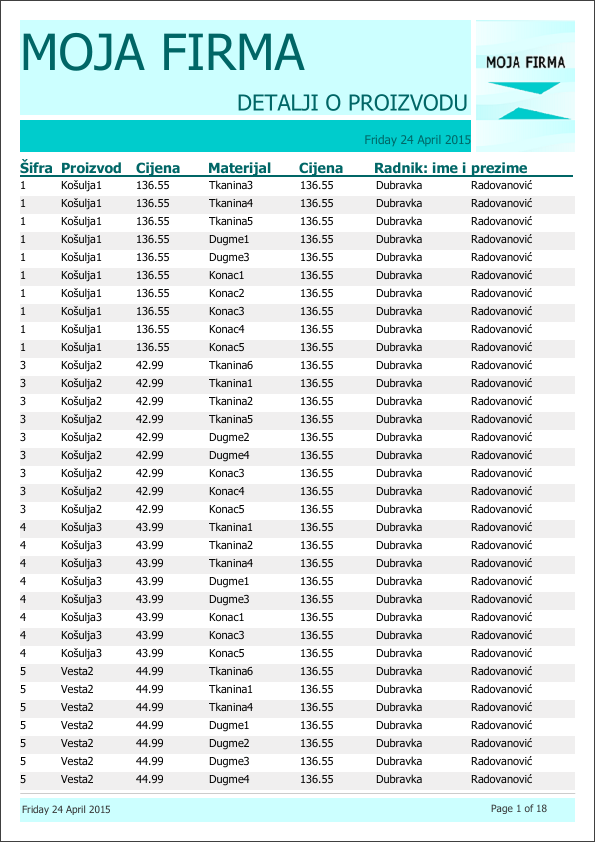 MOJA FIRMA
MOJA FIRMA
DETALJI O PROIZVODU
Friday 24 April 2015
Šifra Proizvod Cijena Materijal Cijena Radnik: ime i prezime
1 Košulja1 136.55 Tkanina3 136.55 Dubravka Radovanović
1 Košulja1 136.55 Tkanina4 136.55 Dubravka Radovanović
1 Košulja1 136.55 Tkanina5 136.55 Dubravka Radovanović
1 Košulja1 136.55 Dugme1 136.55 Dubravka Radovanović
1 Košulja1 136.55 Dugme3 136.55 Dubravka Radovanović
1 Košulja1 136.55 Konac1 136.55 Dubravka Radovanović
1 Košulja1 136.55 Konac2 136.55 Dubravka Radovanović
1 Košulja1 136.55 Konac3 136.55 Dubravka Radovanović
1 Košulja1 136.55 Konac4 136.55 Dubravka Radovanović
1 Košulja1 136.55 Konac5 136.55 Dubravka Radovanović
3 Košulja2 42.99 Tkanina6 136.55 Dubravka Radovanović
3 Košulja2 42.99 Tkanina1 136.55 Dubravka Radovanović
3 Košulja2 42.99 Tkanina2 136.55 Dubravka Radovanović
3 Košulja2 42.99 Tkanina5 136.55 Dubravka Radovanović
3 Košulja2 42.99 Dugme2 136.55 Dubravka Radovanović
3 Košulja2 42.99 Dugme4 136.55 Dubravka Radovanović
3 Košulja2 42.99 Konac3 136.55 Dubravka Radovanović
3 Košulja2 42.99 Konac4 136.55 Dubravka Radovanović
3 Košulja2 42.99 Konac5 136.55 Dubravka Radovanović
4 Košulja3 43.99 Tkanina1 136.55 Dubravka Radovanović
4 Košulja3 43.99 Tkanina2 136.55 Dubravka Radovanović
4 Košulja3 43.99 Tkanina4 136.55 Dubravka Radovanović
4 Košulja3 43.99 Dugme1 136.55 Dubravka Radovanović
4 Košulja3 43.99 Dugme3 136.55 Dubravka Radovanović
4 Košulja3 43.99 Konac1 136.55 Dubravka Radovanović
4 Košulja3 43.99 Konac3 136.55 Dubravka Radovanović
4 Košulja3 43.99 Konac5 136.55 Dubravka Radovanović
5 Vesta2 44.99 Tkanina6 136.55 Dubravka Radovanović
5 Vesta2 44.99 Tkanina1 136.55 Dubravka Radovanović
5 Vesta2 44.99 Tkanina4 136.55 Dubravka Radovanović
5 Vesta2 44.99 Dugme1 136.55 Dubravka Radovanović
5 Vesta2 44.99 Dugme2 136.55 Dubravka Radovanović
5 Vesta2 44.99 Dugme3 136.55 Dubravka Radovanović
5 Vesta2 44.99 Dugme4 136.55 Dubravka Radovanović
Friday 24 April 2015 Page 1 of 18